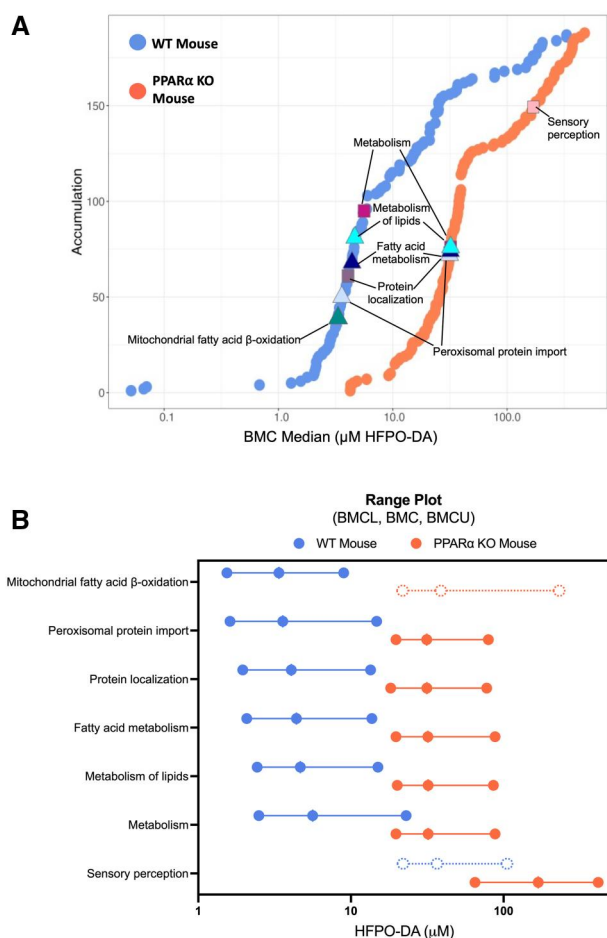 A
WT Mouse
PPARα KO
Mouse
Accumulation
150
100
50
0
Metabolism
Sensory
perception
Metabolism
of lipids
Fatty acid
metabolism
Protein
localization
Mitochondrial fatty acid β-oxidation
Peroxisomal protein import
0.1 1.0 10.0 100.0
BMC Median (µM HFPO-DA)
B
Range Plot
(BMCL, BMC, BMCU)
WT Mouse PPARα KO Mouse
Mitochondrial fatty acid β-oxidation
Peroxisomal protein import
Protein localization
Fatty acid metabolism
Metabolism of lipids
Metabolism
Sensory perception
1 10 100
HFPO-DA (µM)